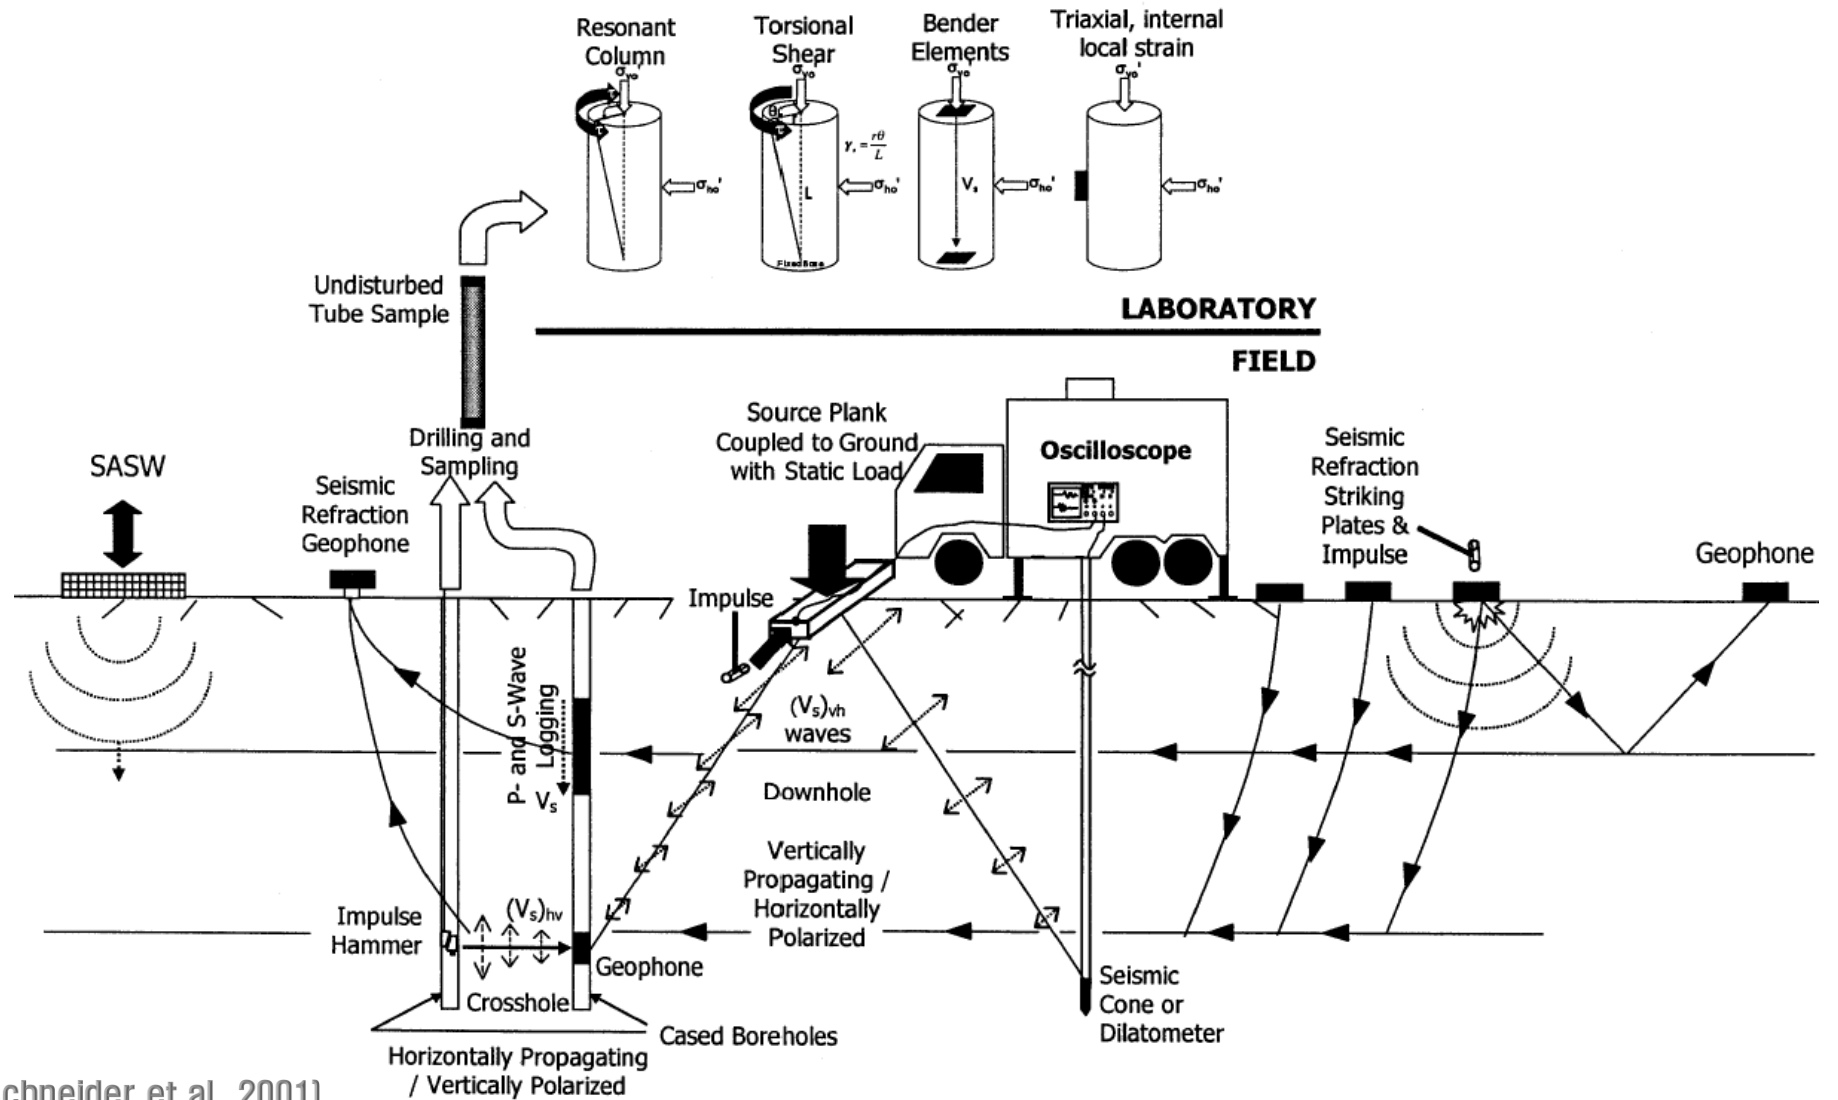 Resonant
Column
σvo'
τ
τ
σho'
Torsional
Shear
σvo'
θ
γs = rθ/L
L
σho'
Fixed Base
Bender
Elements
σvo'
Vs
σho'
Triaxial, internal
local strain
σvo'
σho'
Undisturbed
Tube Sample
LABORATORY
FIELD
Drilling and
Sampling
SASW
Seismic
Refraction
Geophone
Source Plank
Coupled to Ground
with Static Load
Oscilloscope
Seismic
Refraction
Striking
Plates &
Impulse
Geophone
Impulse
P- and S-Wave
Logging
Vs
(Vs)vh
waves
Downhole
Vertically
Propagating /
Horizontally
Polarized
Impulse
Hammer
(Vs)hv
Geophone
Crosshole
Seismic
Cone or
Dilatometer
Cased Boreholes
Horizontally Propagating
/ Vertically Polarized
chneider et al, 2001)